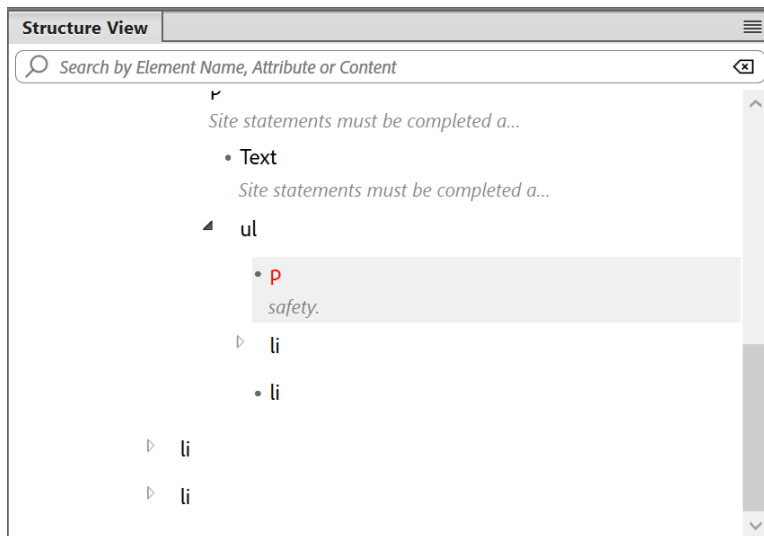 Structure View
Search by Element Name, Attribute or Content
p
Site statements must be completed a...
Text
Site statements must be completed a...
ul
p
safety.
li
li
li
li